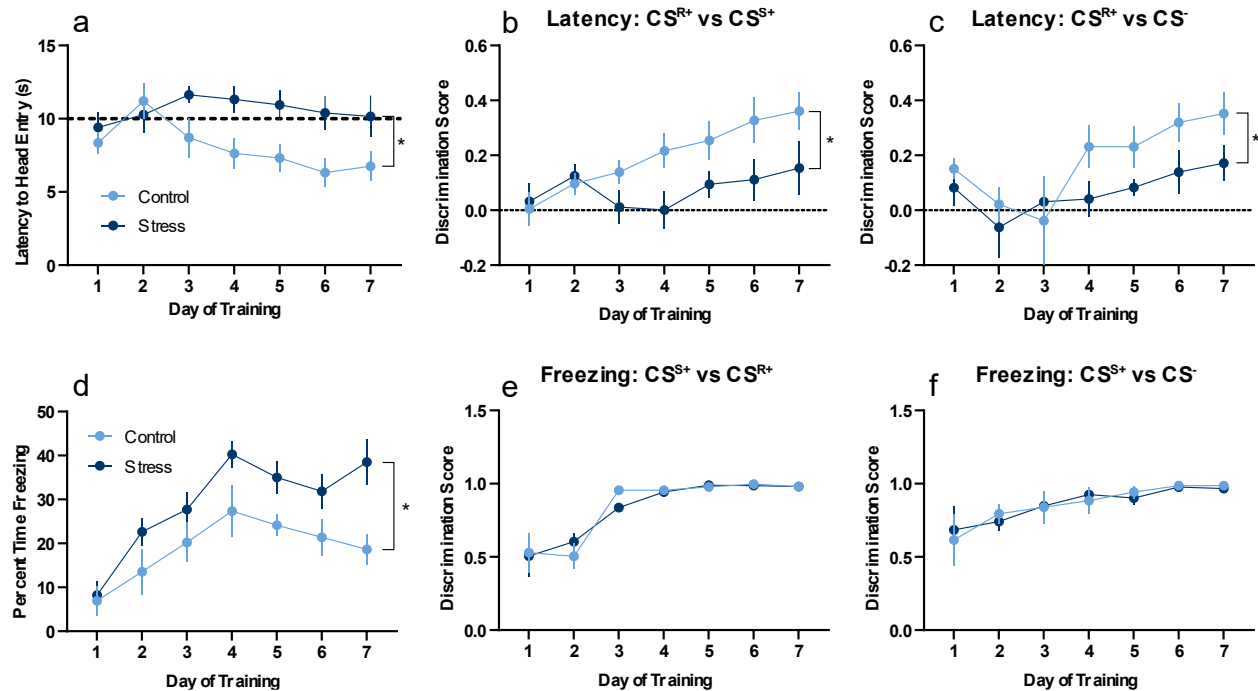 a
Latency to Head Entry (s)
15
10
5
0
*
Control
Stress
1 2 3 4 5 6 7
Day of Training
b
Latency: CSR+ vs CSS+
Discrimination Score
0.6
0.4
0.2
0.0
-0.2
*
1 2 3 4 5 6 7
Day of Training
c
Latency: CSR+ vs CS-
Discrimination Score
0.6
0.4
0.2
0.0
-0.2
*
1 2 3 4 5 6 7
Day of Training
d
Percent Time Freezing
50
40
30
20
10
0
Control
Stress
*
1 2 3 4 5 6 7
Day of Training
e
Freezing: CSS+ vs CSR+
Discrimination Score
1.5
1.0
0.5
0.0
1 2 3 4 5 6 7
Day of Training
f
Freezing: CSS+ vs CS-
Discrimination Score
1.5
1.0
0.5
0.0
1 2 3 4 5 6 7
Day of Training